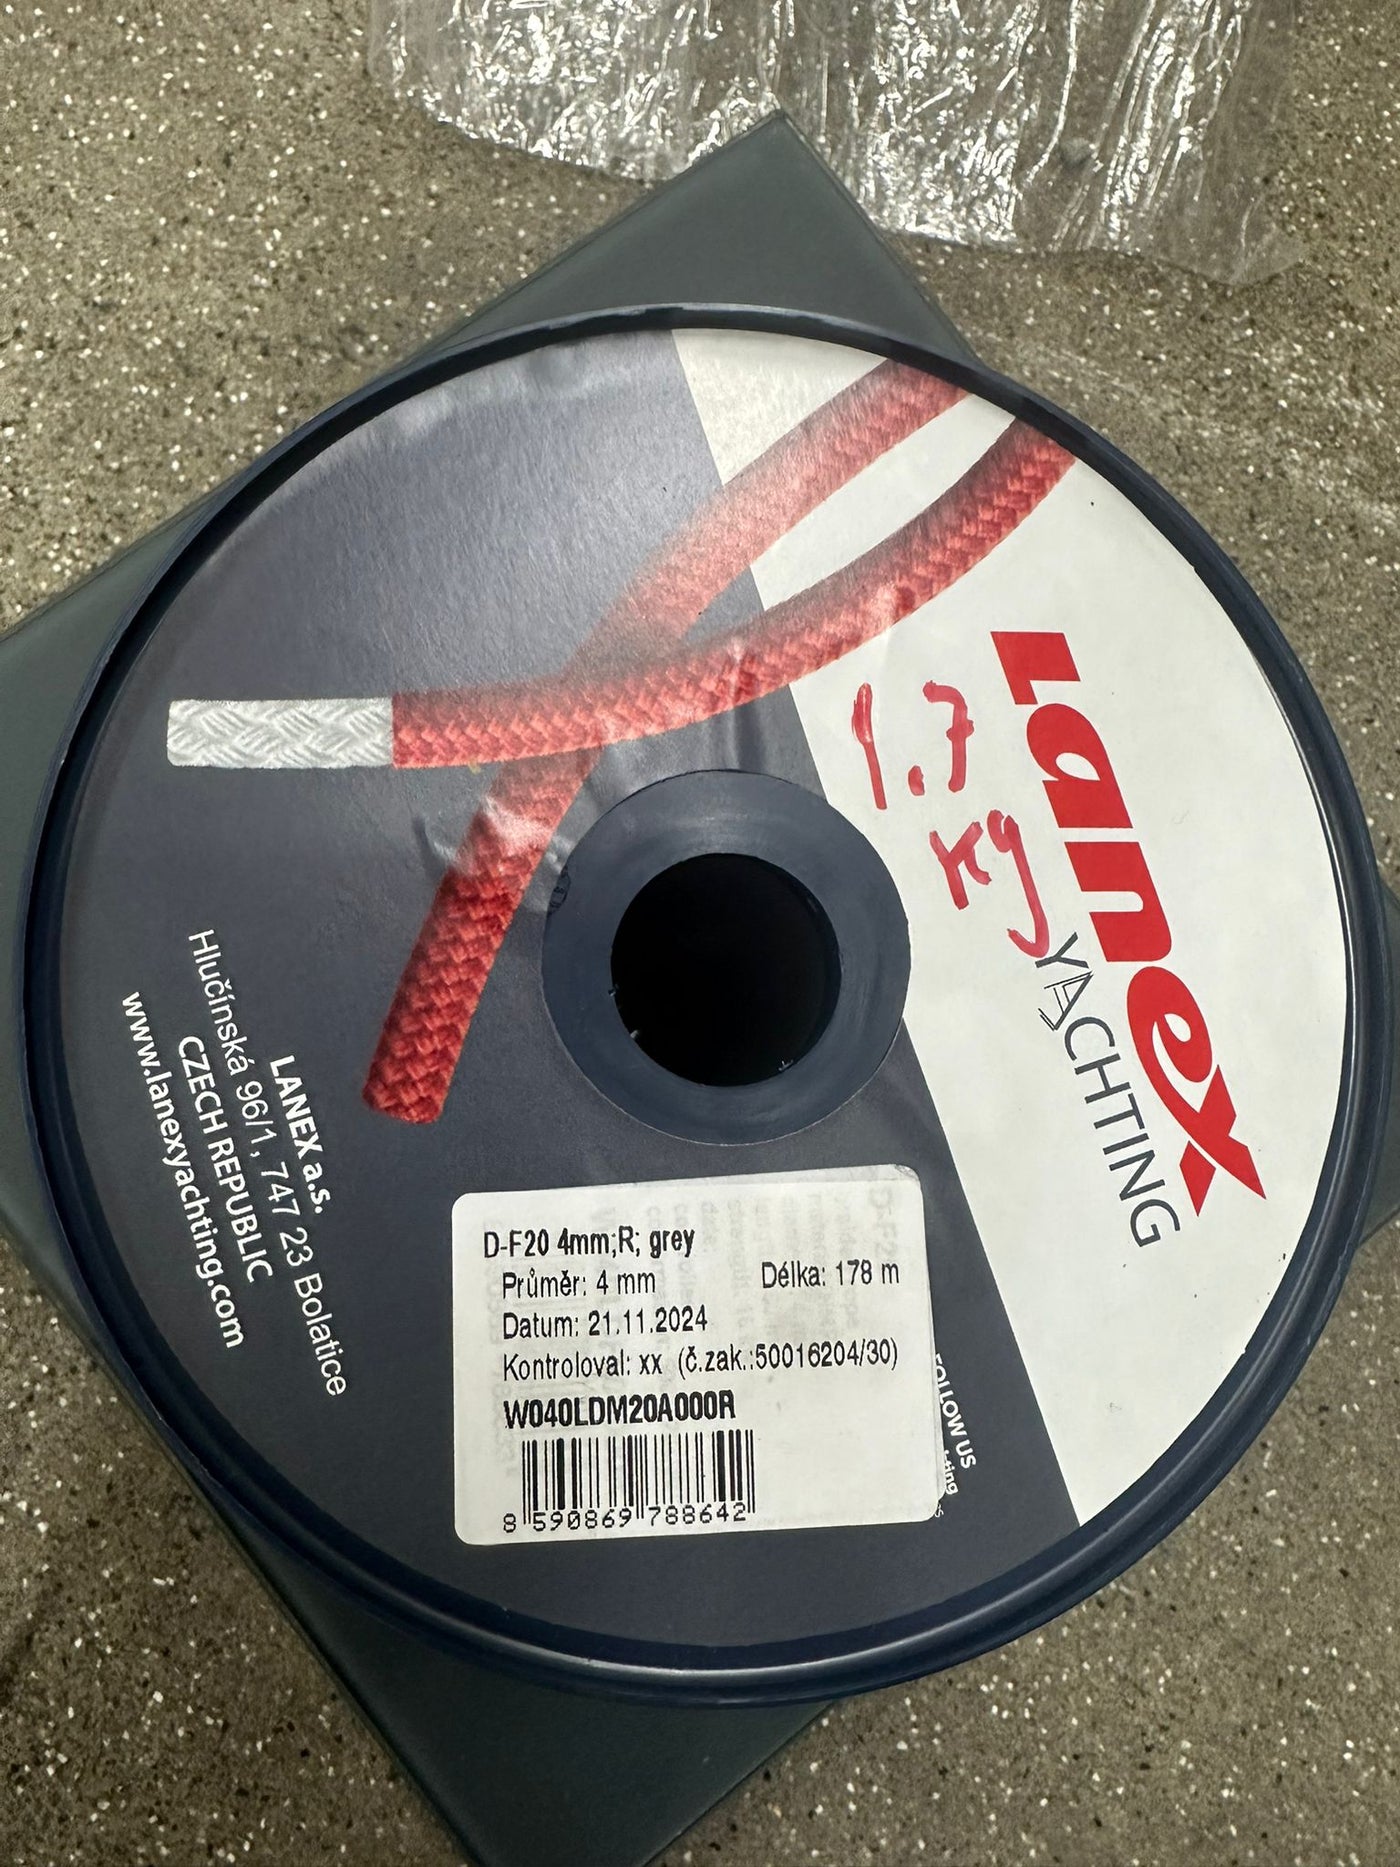 Lanex
YACHTING
1.7
kg
LANEX a.s.
Hlučínská 96/1, 747 23 Bolatice
CZECH REPUBLIC
www.lanexyachting.com
D-F20 4mm;R; grey
Průměr: 4 mm Délka: 178 m
Datum: 21.11.2024
Kontroloval: xx (č.zak.:50016204/30)
W040LDM20A000R
8 590869 788642
FOLLOW US